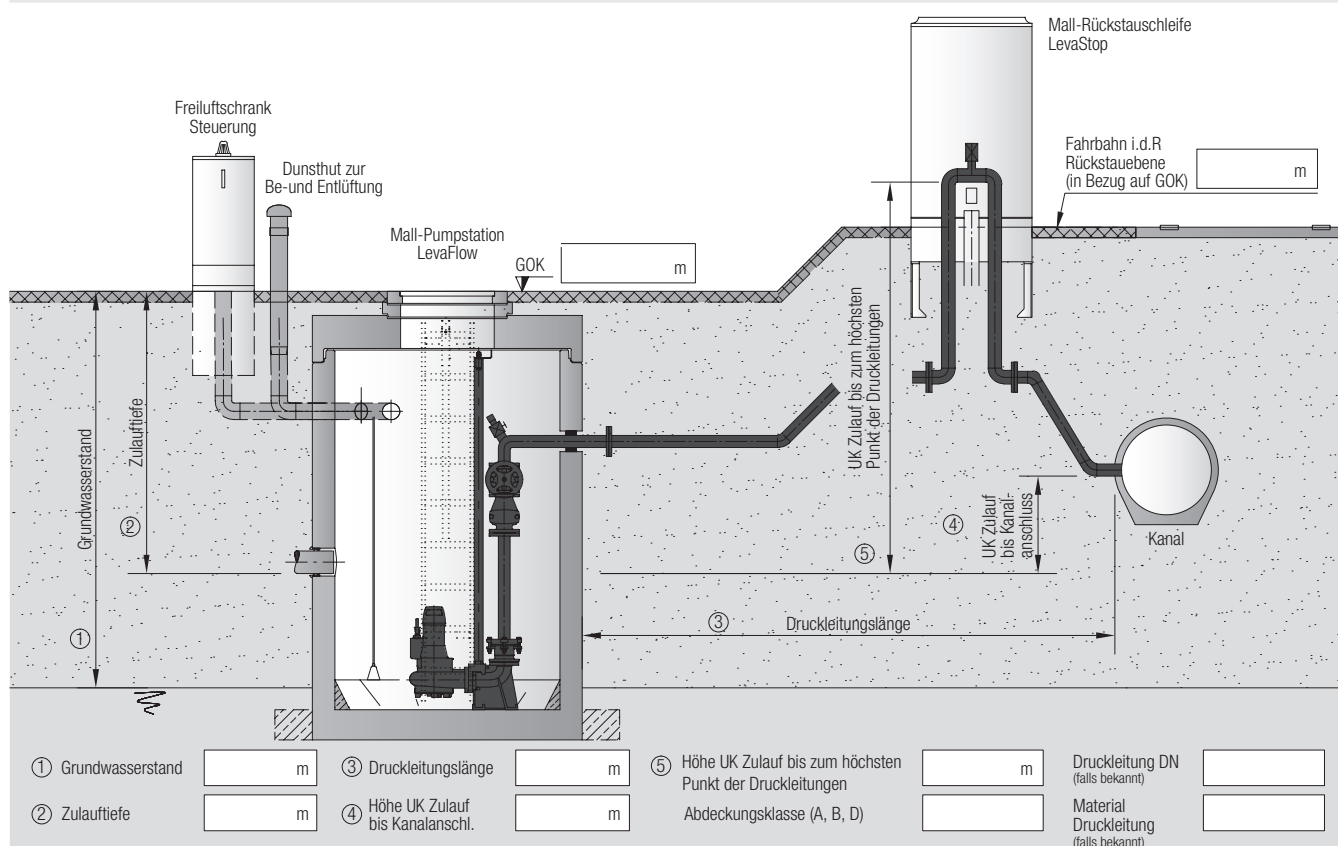 Mall-Rückstauschleife
LevaStop
Freiluftschrank
Steuerung
Dunsthut zur
Be-und Entlüftung
Fahrbahn i.d.R
Rückstauebene
(in Bezug auf GOK)
m
Mall-Pumpstation
LevaFlow
GOK
m
Grundwasserstand
①
Zulauftiefe
②
UK Zulauf bis zum höchsten
Punkt der Druckleitungen
⑤
④
UK Zulauf
bis Kanal-
anschluss
Kanal
③ Druckleitungslänge
① Grundwasserstand m
② Zulauftiefe m
③ Druckleitungslänge m
④ Höhe UK Zulauf
bis Kanalanschl. m
⑤ Höhe UK Zulauf bis zum höchsten
Punkt der Druckleitungen m
Abdeckungsklasse (A, B, D)
Druckleitung DN
(falls bekannt)
Material
Druckleitung
(falls bekannt)